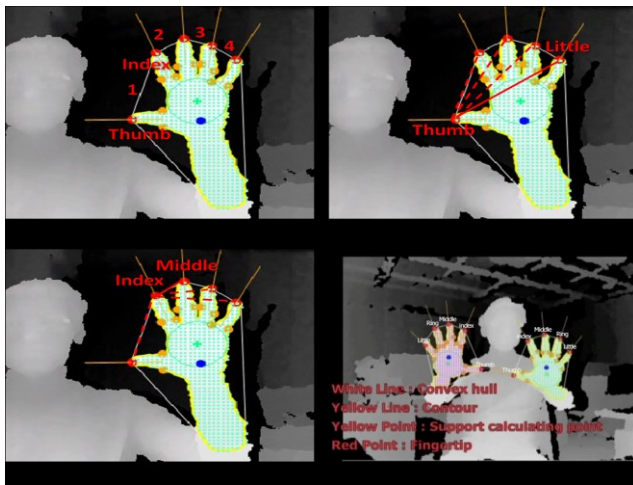 2 3 4
Index
1
Thumb
Little
Thumb
Middle
Index
Ring Middle Index
Little Thumb
Index Middle Ring
Little
Thumb
White Line : Convex hull
Yellow Line : Contour
Yellow Point : Support calculating point
Red Point : Fingertip